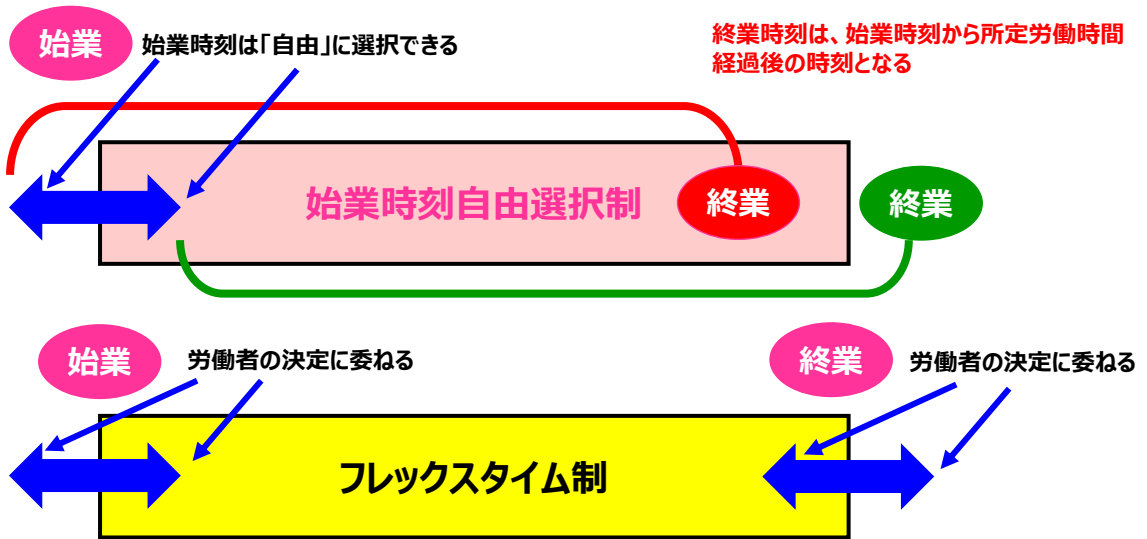 始業
始業時刻は「自由」に選択できる
終業時刻は、始業時刻から所定労働時間
経過後の時刻となる
始業時刻自由選択制
終業
終業
始業
労働者の決定に委ねる
終業
労働者の決定に委ねる
フレックスタイム制